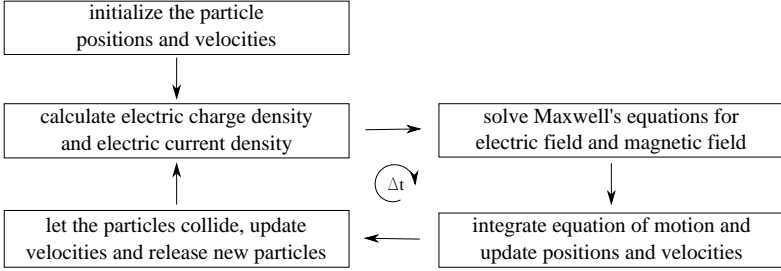 initialize the particle
positions and velocities
calculate electric charge density
and electric current density
solve Maxwell's equations for
electric field and magnetic field
Δt
let the particles collide, update
velocities and release new particles
integrate equation of motion and
update positions and velocities